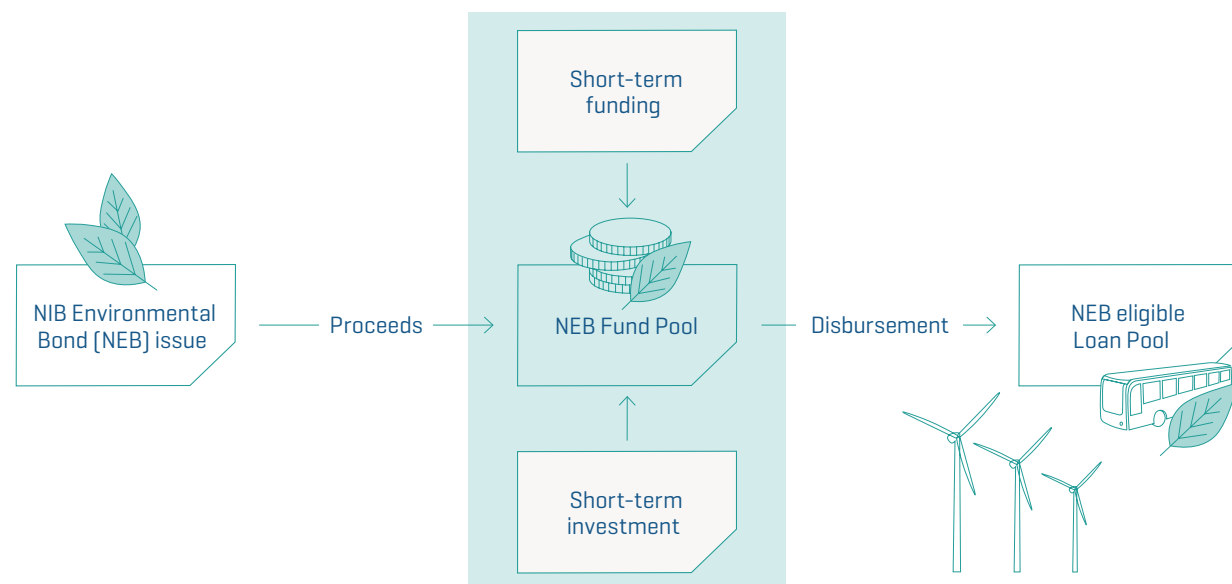 Short-term
funding
NIB Environmental
Bond (NEB) issue
Proceeds
NEB Fund Pool
Disbursement
NEB eligible
Loan Pool
Short-term
investment